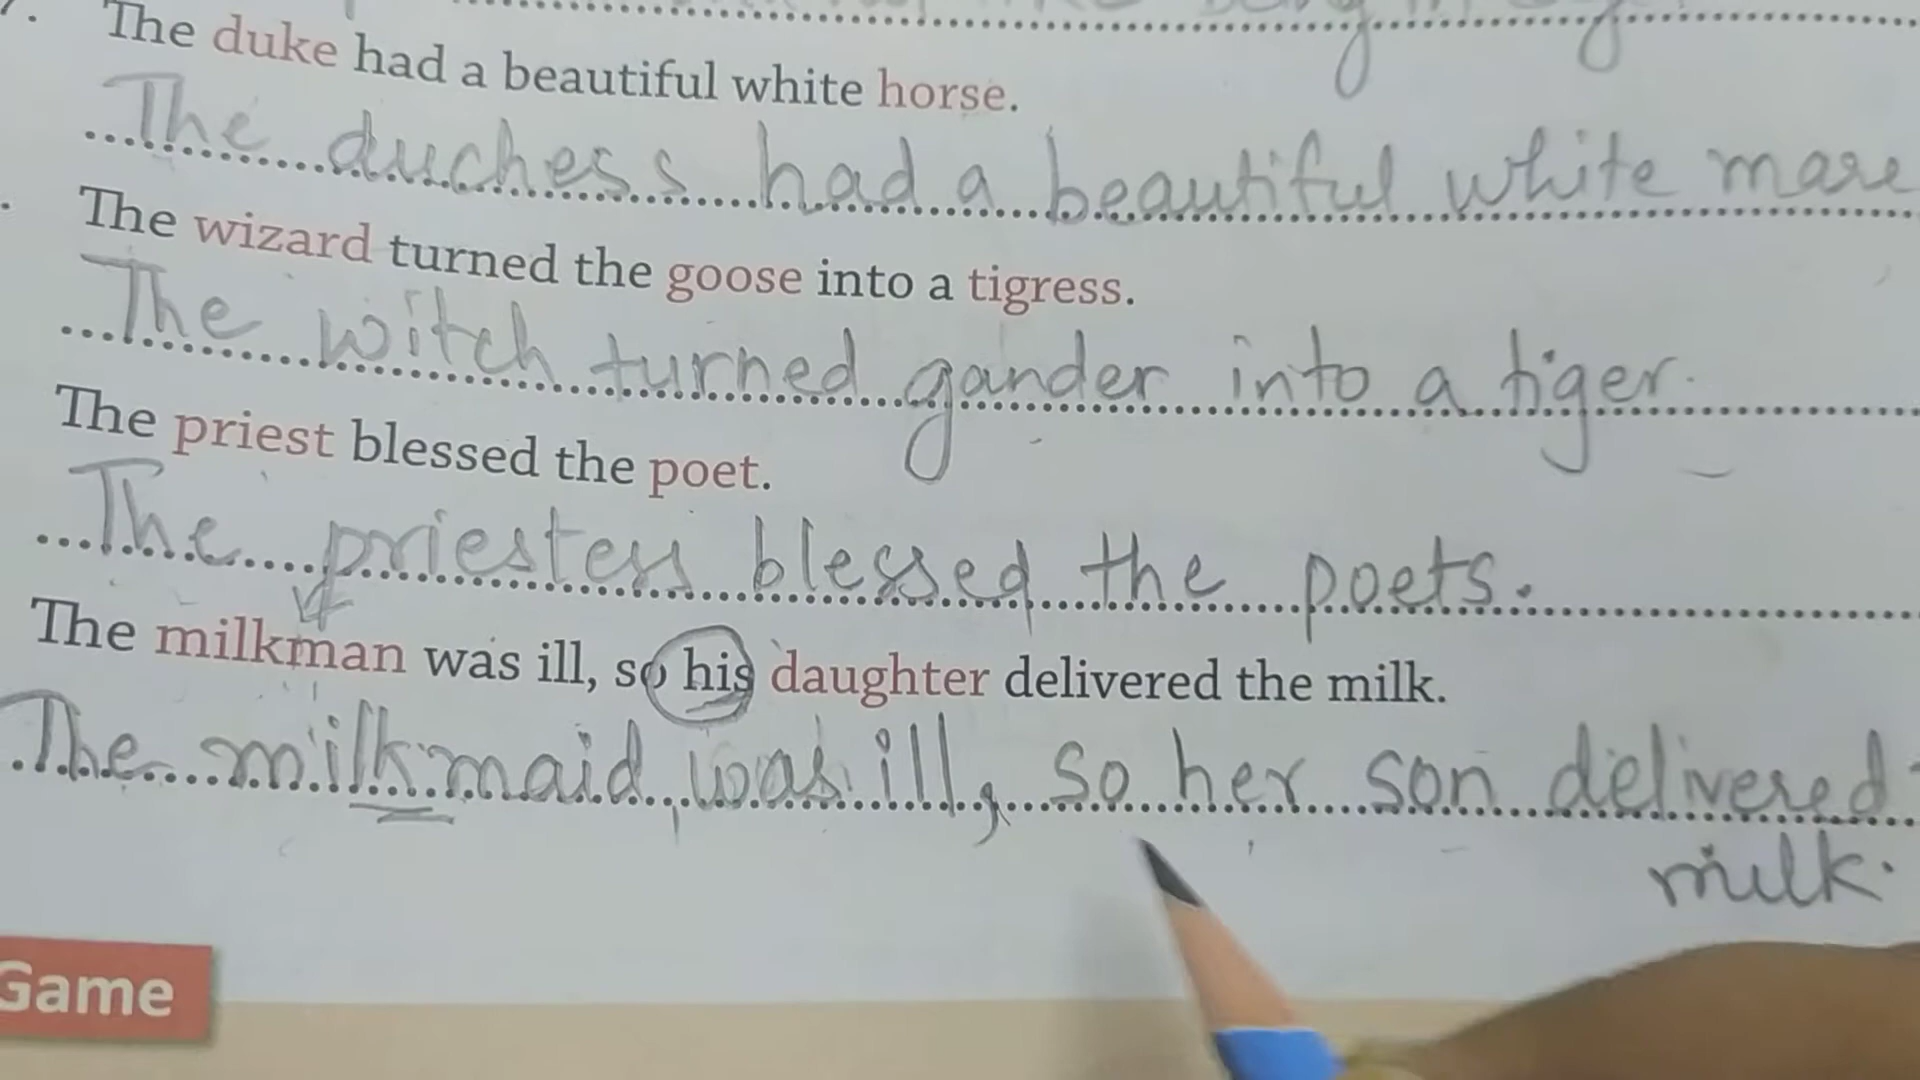 The duke had a beautiful white horse.
The duchess had a beautiful white mare
The wizard turned the goose into a tigress.
The witch turned gander into a tiger.
The priest blessed the poet.
The priestess blessed the poets.
The milkman was ill, so his daughter delivered the milk.
The milkmaid was ill, so her son delivered
milk.
Game